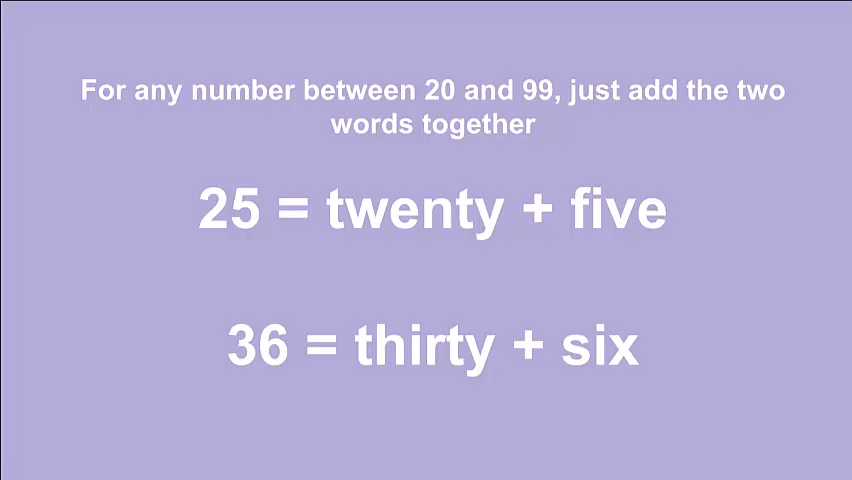 For any number between 20 and 99, just add the two
words together
25 = twenty + five
36 = thirty + six